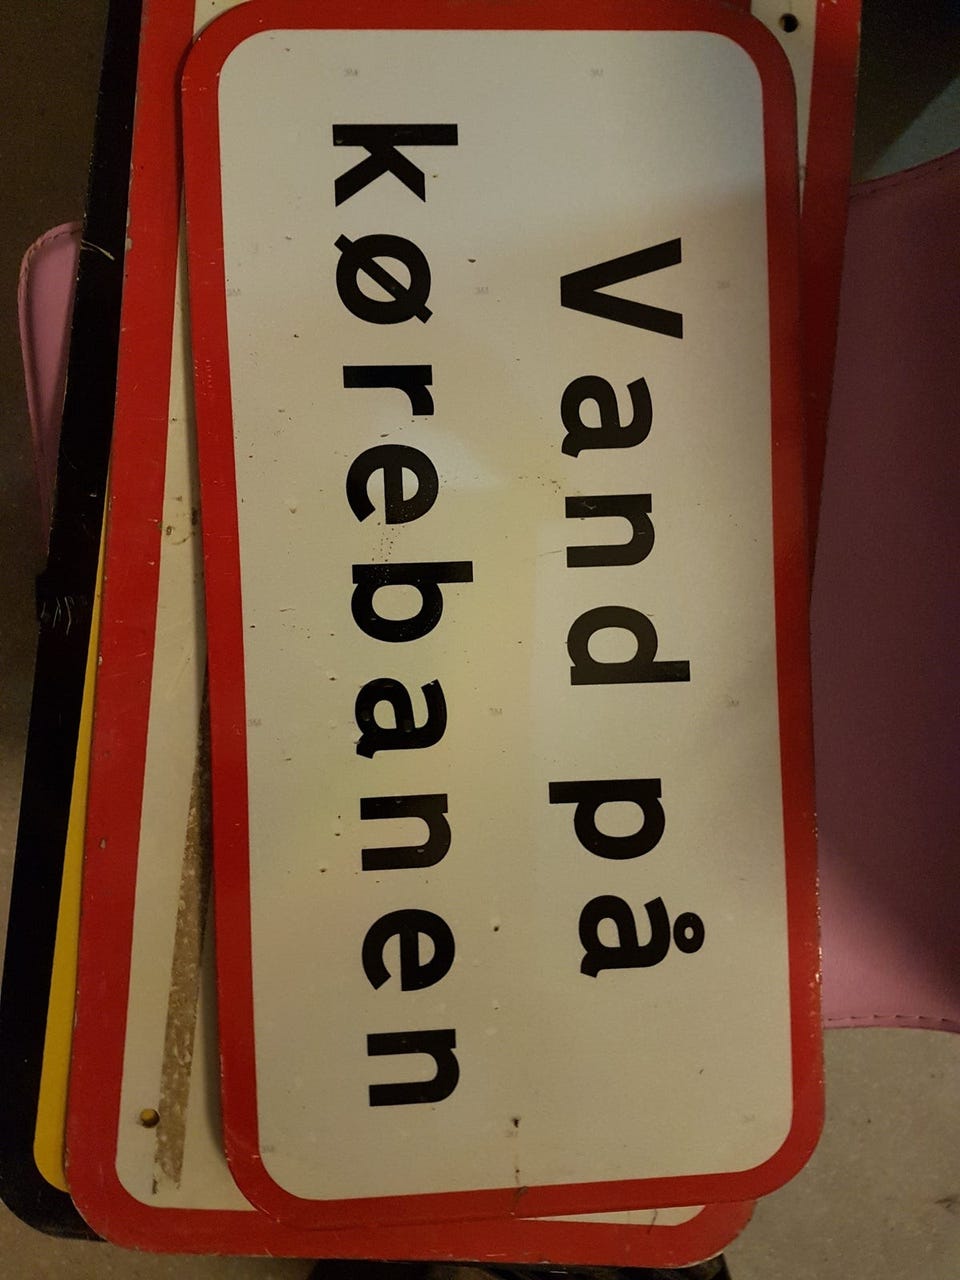 Vand på
kørebanen